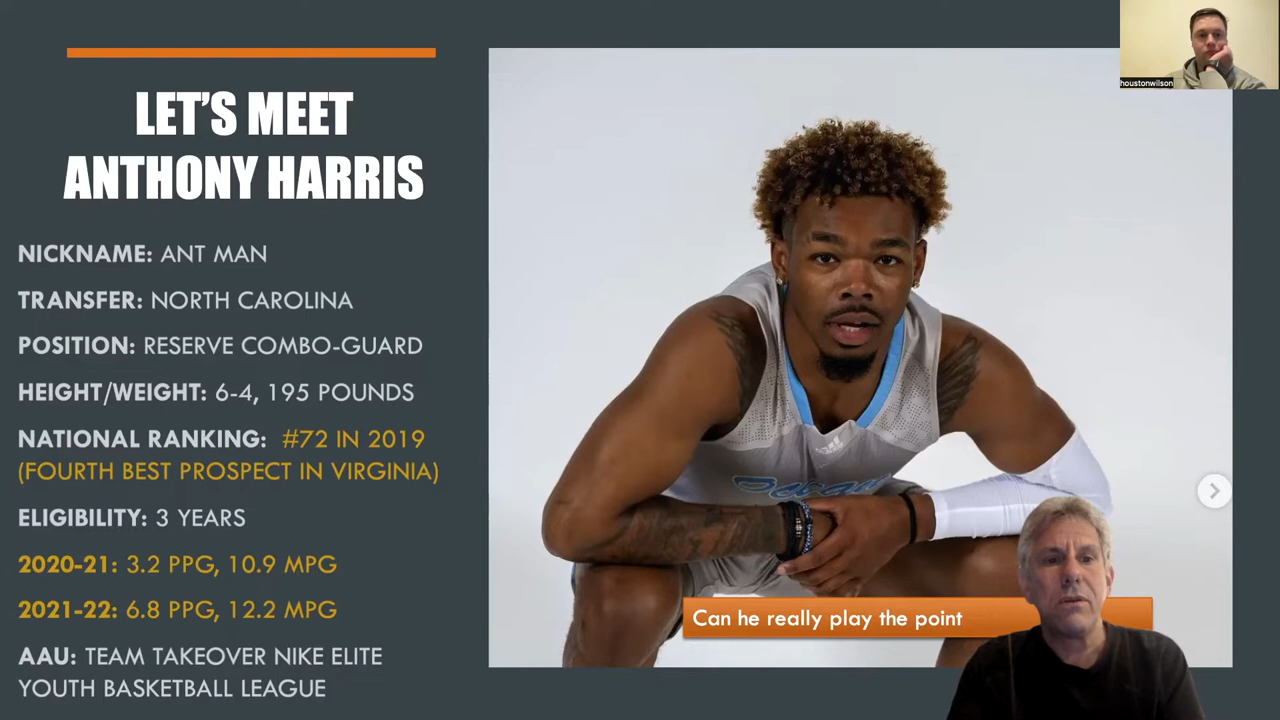 houstonwilson
LET'S MEET
ANTHONY HARRIS
NICKNAME: ANT MAN
TRANSFER: NORTH CAROLINA
POSITION: RESERVE COMBO-GUARD
HEIGHT/WEIGHT: 6-4, 195 POUNDS
NATIONAL RANKING: #72 IN 2019
(FOURTH BEST PROSPECT IN VIRGINIA)
ELIGIBILITY: 3 YEARS
2020-21: 3.2 PPG, 10.9 MPG
2021-22: 6.8 PPG, 12.2 MPG
AAU: TEAM TAKEOVER NIKE ELITE
YOUTH BASKETBALL LEAGUE
Can he really play the point